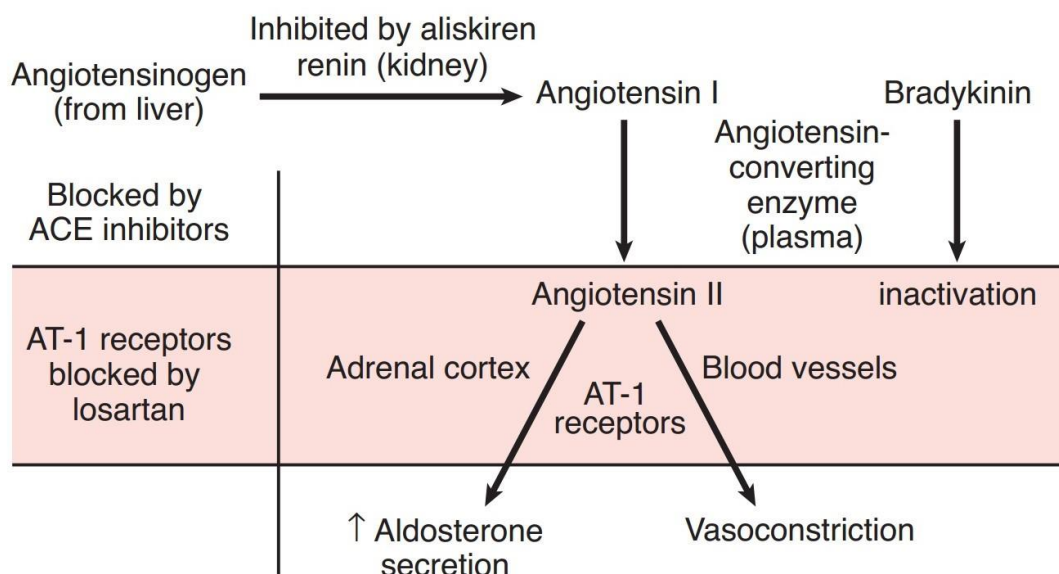 Inhibited by aliskiren
renin (kidney)
Angiotensinogen
(from liver)
Angiotensin I
Bradykinin
Angiotensin-
converting
enzyme
(plasma)
Blocked by
ACE inhibitors
Angiotensin II
inactivation
AT-1 receptors
blocked by
losartan
Adrenal cortex
Blood vessels
AT-1
receptors
↑ Aldosterone
secretion
Vasoconstriction